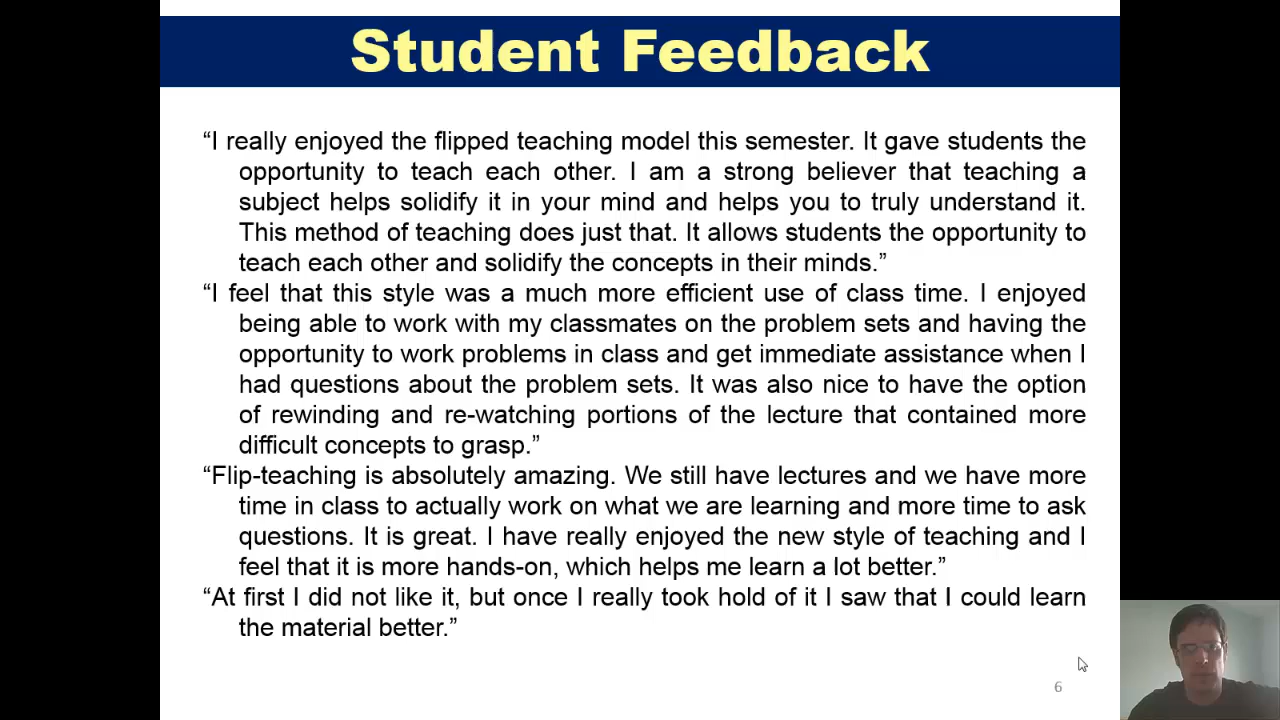 Student Feedback
“I really enjoyed the flipped teaching model this semester. It gave students the
opportunity to teach each other. I am a strong believer that teaching a
subject helps solidify it in your mind and helps you to truly understand it.
This method of teaching does just that. It allows students the opportunity to
teach each other and solidify the concepts in their minds.”
“I feel that this style was a much more efficient use of class time. I enjoyed
being able to work with my classmates on the problem sets and having the
opportunity to work problems in class and get immediate assistance when I
had questions about the problem sets. It was also nice to have the option
of rewinding and re-watching portions of the lecture that contained more
difficult concepts to grasp.”
“Flip-teaching is absolutely amazing. We still have lectures and we have more
time in class to actually work on what we are learning and more time to ask
questions. It is great. I have really enjoyed the new style of teaching and I
feel that it is more hands-on, which helps me learn a lot better.”
“At first I did not like it, but once I really took hold of it I saw that I could learn
the material better.”
6